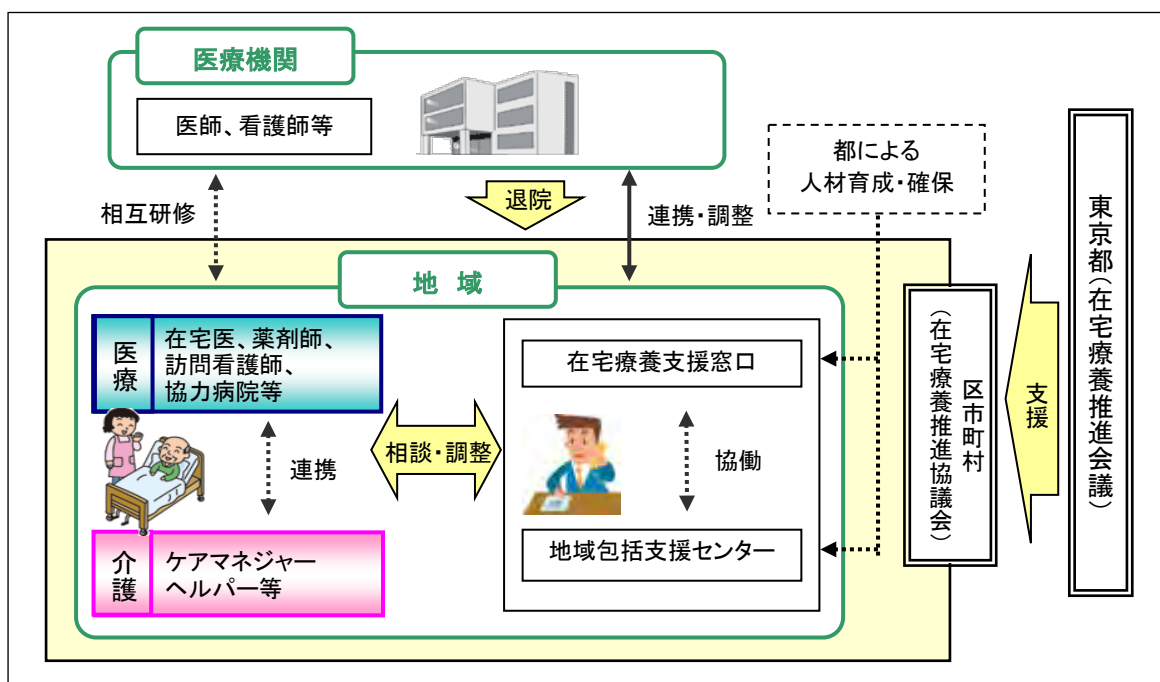 医療機関
医師、看護師等
都による
人材育成・確保
相互研修
退院
連携・調整
地　域
医療
在宅医、薬剤師、
訪問看護師、
協力病院等
在宅療養支援窓口
連携
相談・調整
協働
介護
ケアマネジャー
ヘルパー等
地域包括支援センター
区市町村
（在宅療養推進協議会）
支援
東京都（在宅療養推進会議）